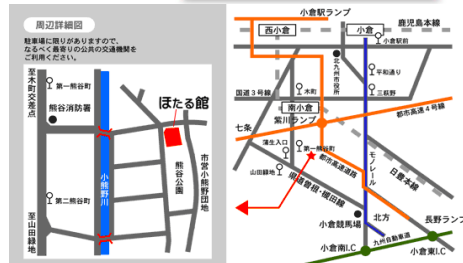 周辺詳細図
駐車場に限りがありますので、
なるべく最寄りの公共の交通機関を
ご利用ください。
至木町交差点
第一熊谷町
熊谷消防署
ほたる館
小熊野川
熊谷公園
市営小熊野団地
第二熊谷町
至山田緑地
小倉駅ランプ
鹿児島本線
西小倉
小倉
小倉駅前
北九州市役所
平和通り
国道3号線
木町
三萩野
南小倉
紫川ランプ
都市高速4号線
七条
蒲生入口
第一熊谷町
山田緑地
都市高速道路
県道曽根・横田線
モノレール
日豊本線
小倉競馬場
北方
長野ランプ
九州自動車道
小倉南I.C
小倉東I.C